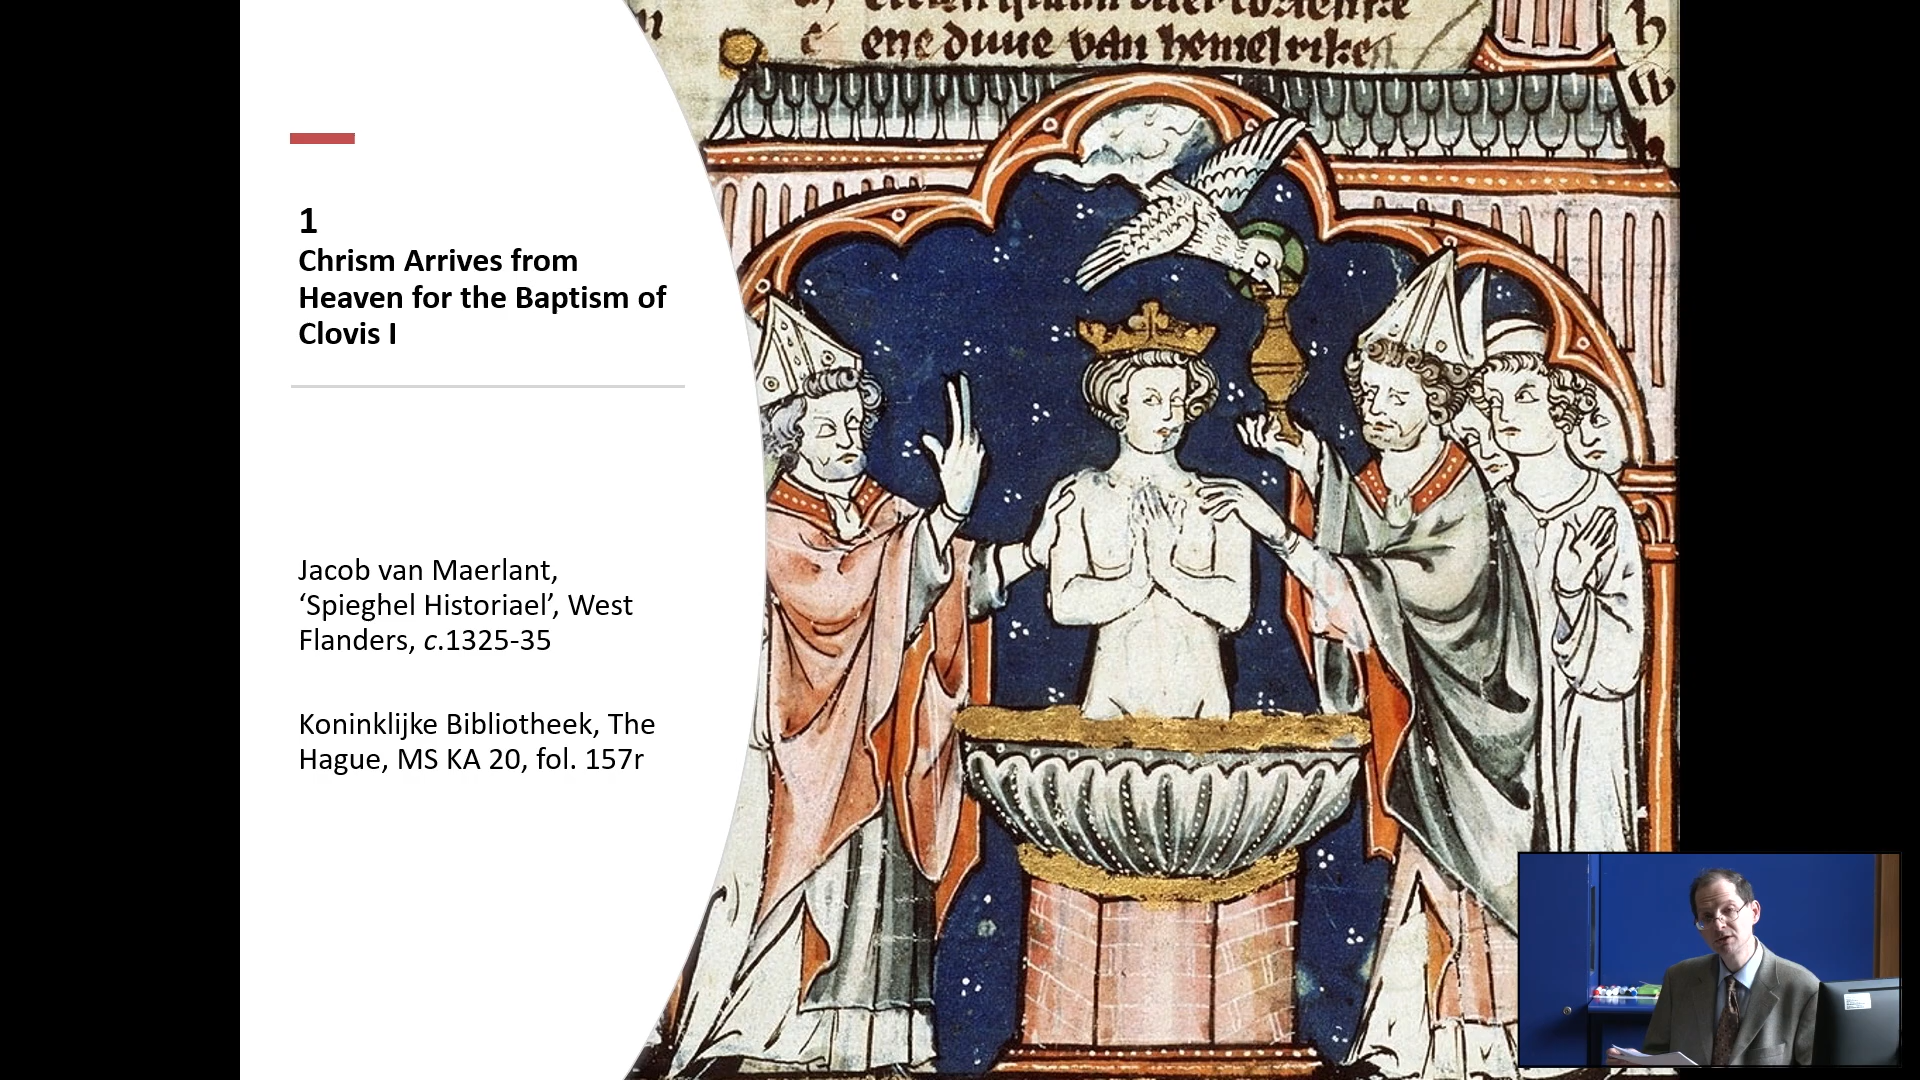 1
Chrism Arrives from
Heaven for the Baptism of
Clovis I
Jacob van Maerlant,
‘Spieghel Historiael’, West
Flanders, c.1325-35
Koninklijke Bibliotheek, The
Hague, MS KA 20, fol. 157r
ene duue van hemelrike